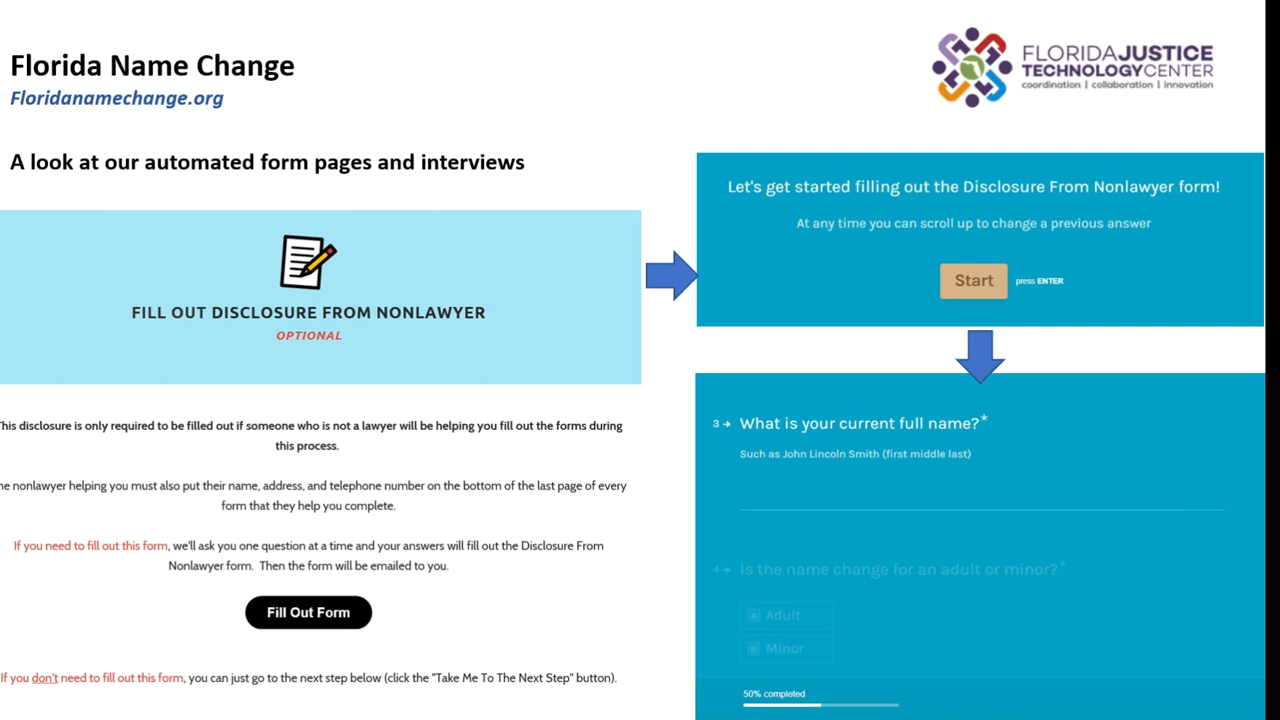 Florida Name Change
Floridanamechange.org
FLORIDAJUSTICE
TECHNOLOGYCENTER
coordination | collaboration | innovation
A look at our automated form pages and interviews
FILL OUT DISCLOSURE FROM NONLAWYER
OPTIONAL
This disclosure is only required to be filled out if someone who is not a lawyer will be helping you fill out the forms during
this process.
he nonlawyer helping you must also put their name, address, and telephone number on the bottom of the last page of every
form that they help you complete.
If you need to fill out this form, we'll ask you one question at a time and your answers will fill out the Disclosure From
Nonlawyer form. Then the form will be emailed to you.
Fill Out Form
If you don't need to fill out this form, you can just go to the next step below (click the "Take Me To The Next Step" button).
Let's get started filling out the Disclosure From Nonlawyer form!
At any time you can scroll up to change a previous answer
Start press ENTER
3 → What is your current full name?*
Such as John Lincoln Smith (first middle last)
4 → Is the name change for an adult or minor?*
A Adult
B Minor
50% completed